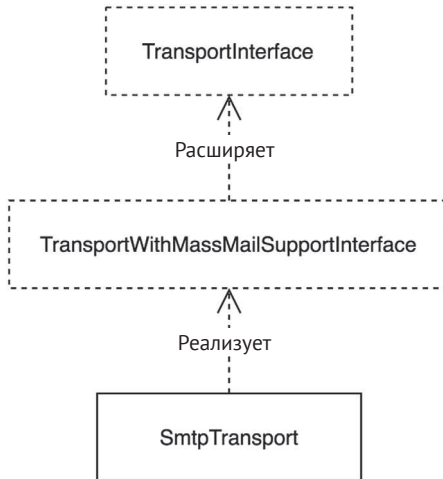 TransportInterface
Расширяет
TransportWithMassMailSupportInterface
Реализует
SmtpTransport